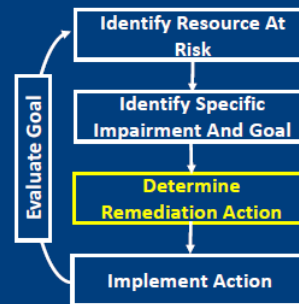 Identify Resource At
Risk
Identify Specific
Impairment And Goal
Determine
Remediation Action
Implement Action
Evaluate Goal